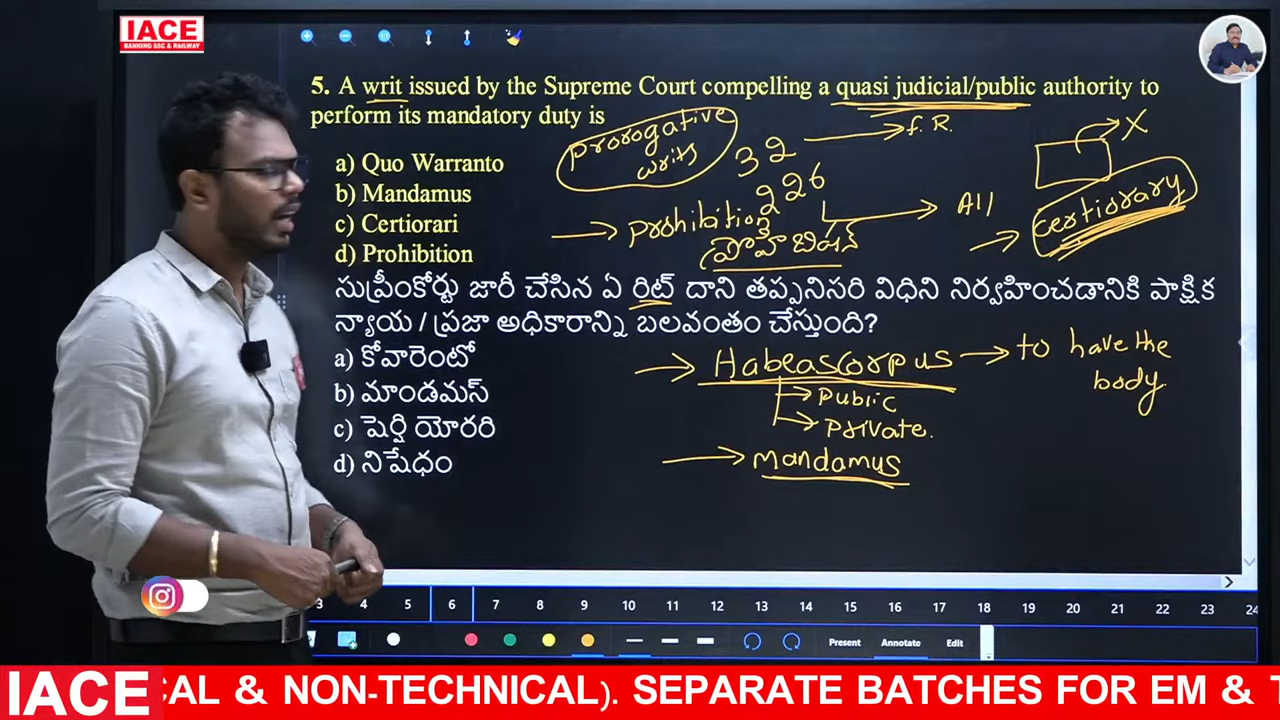 IACE
BANKING SSC & RAILWAY
5. A writ issued by the Supreme Court compelling a quasi judicial/public authority to
perform its mandatory duty is
prorogative
writs
32
f.R.
X
226
All
a) Quo Warranto
b) Mandamus
c) Certiorari
d) Prohibition
prohibition
ప్రొహిబిషన్
certiorary
సుప్రీంకోర్టు జారీ చేసిన ఏ రిట్ దాని తప్పనిసరి విధిని నిర్వహించడానికి పాక్షిక
న్యాయ / ప్రజా అధికారాన్ని బలవంతం చేస్తుంది?
a) కోవారెంటో
b) మాండమస్
c) షెర్షి యోరరి
d) నిషేధం
Habeascorpus
to have the
body
public
private.
mandamus
3 4 5 6 7 8 9 10 11 12 13 14 15 16 17 18 19 20 21 22 23 24
Present Annotate Edit
IACE
CAL & NON-TECHNICAL). SEPARATE BATCHES FOR EM & T